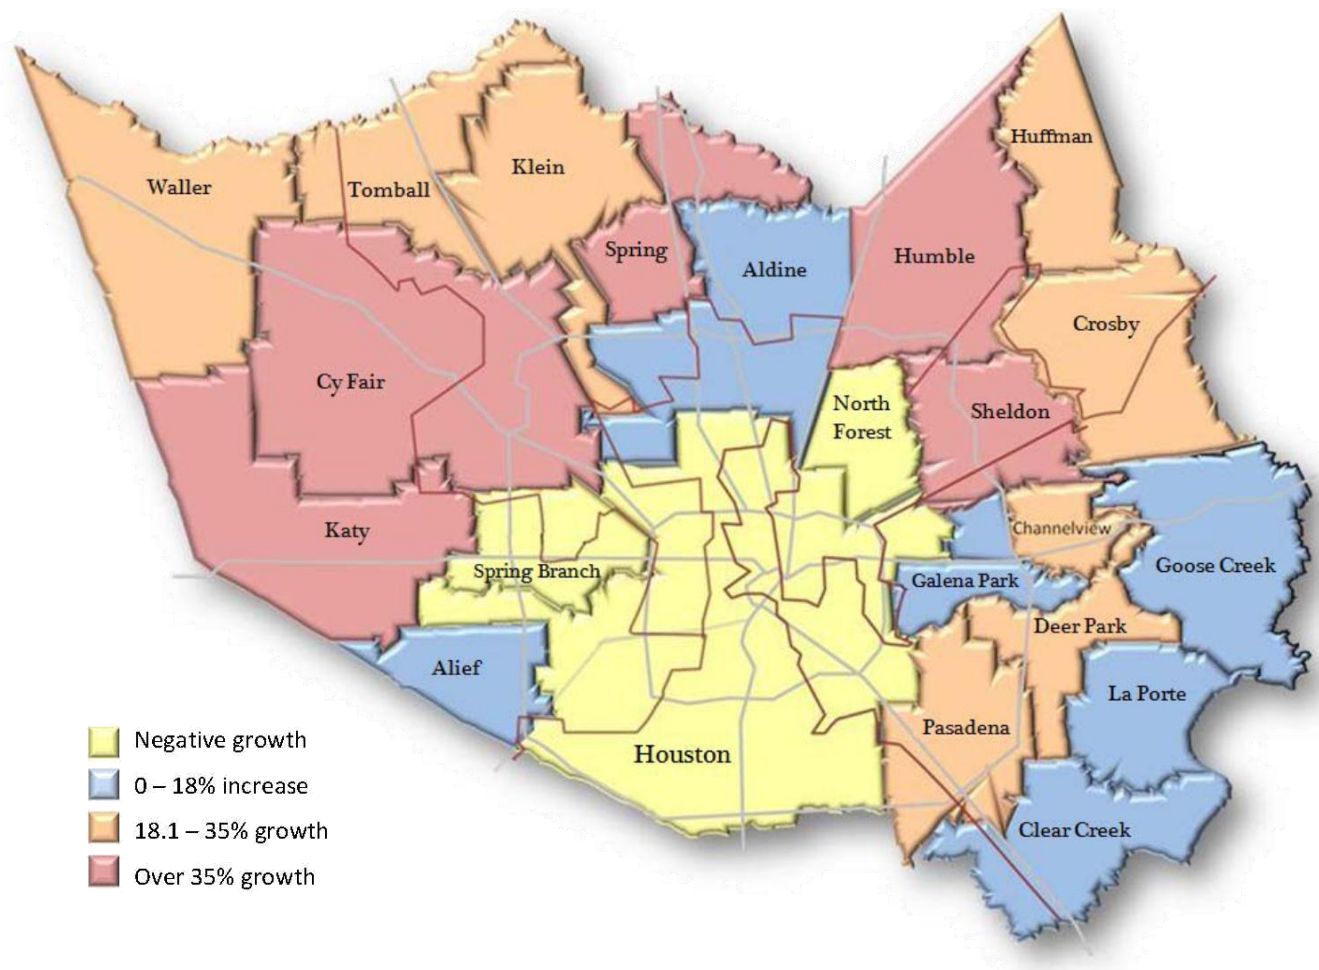 Huffman
Klein
Waller
Tomball
Spring
Humble
Aldine
Crosby
Cy Fair
North
Forest
Sheldon
Katy
Channelview
Goose Creek
Spring Branch
Galena Park
Deer Park
Alief
La Porte
Pasadena
Houston
Clear Creek
Negative growth
0 – 18% increase
18.1 – 35% growth
Over 35% growth